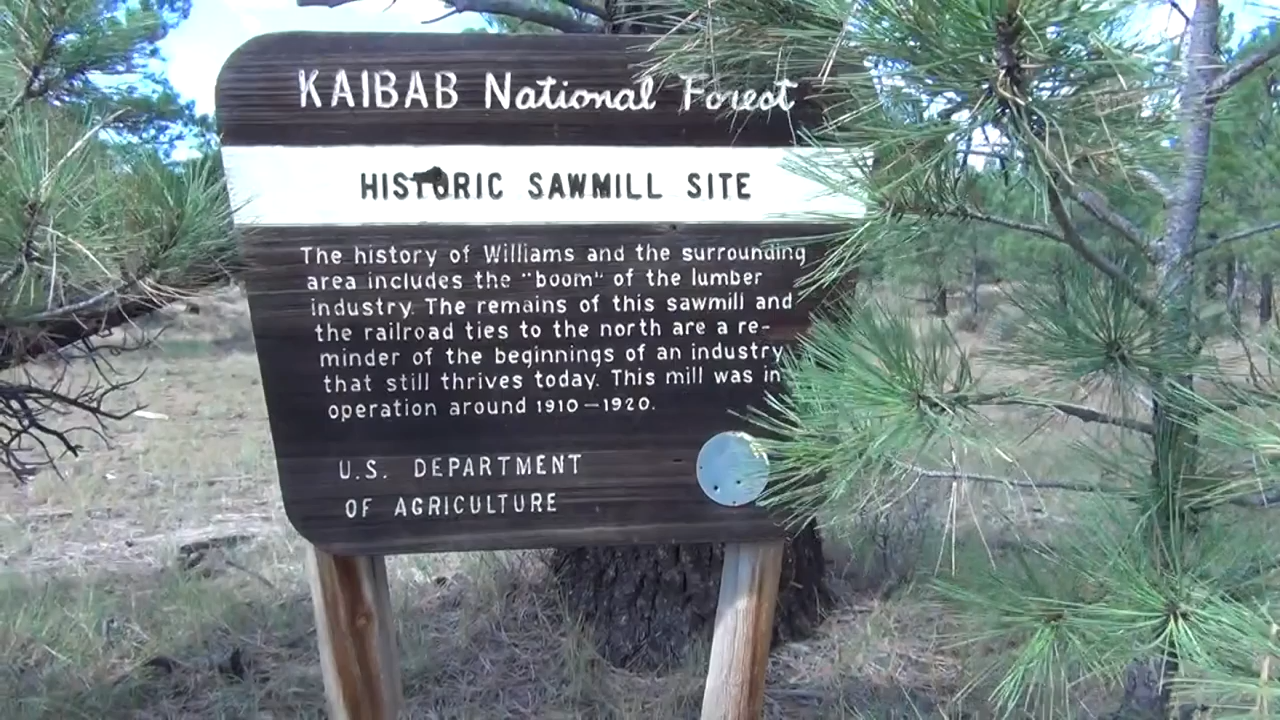 KAIBAB National Forest
HISTORIC SAWMILL SITE
The history of Williams and the surrounding
area includes the "boom" of the lumber
industry. The remains of this sawmill and
the railroad ties to the north are a re-
minder of the beginnings of an industry
that still thrives today. This mill was in
operation around 1910–1920.
U.S. DEPARTMENT
OF AGRICULTURE